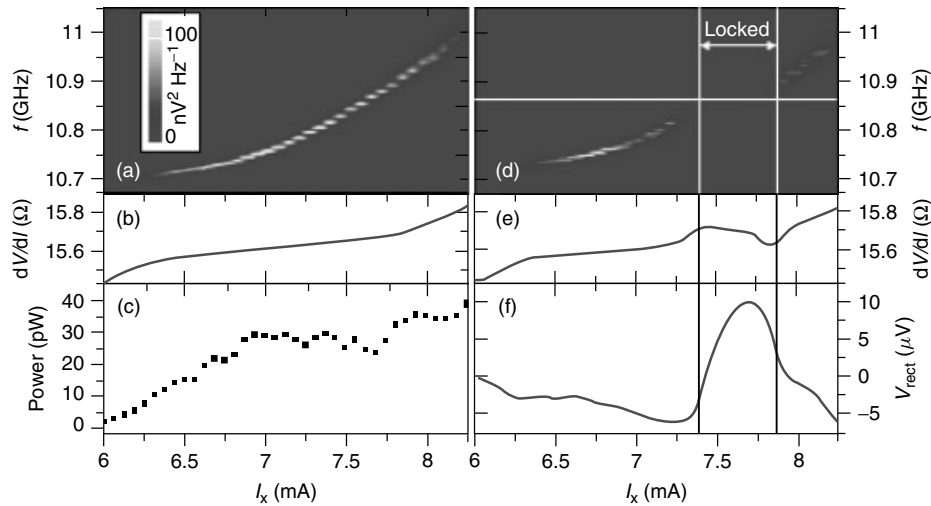 11
10.9
10.8
10.7
f (GHz)
100
0
nV² Hz⁻¹
(a)
Locked
(d)
11
10.9
10.8
10.7
f (GHz)
15.8
15.6
dV/dI (Ω)
(b)
(e)
15.8
15.6
dV/dI (Ω)
40
30
20
10
0
Power (pW)
(c)
(f)
10
5
0
−5
V_rect (μV)
6 6.5 7 7.5 8
6 6.5 7 7.5 8
I_x (mA)
I_x (mA)